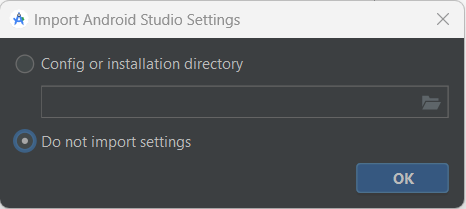 Import Android Studio Settings
Config or installation directory
Do not import settings
OK